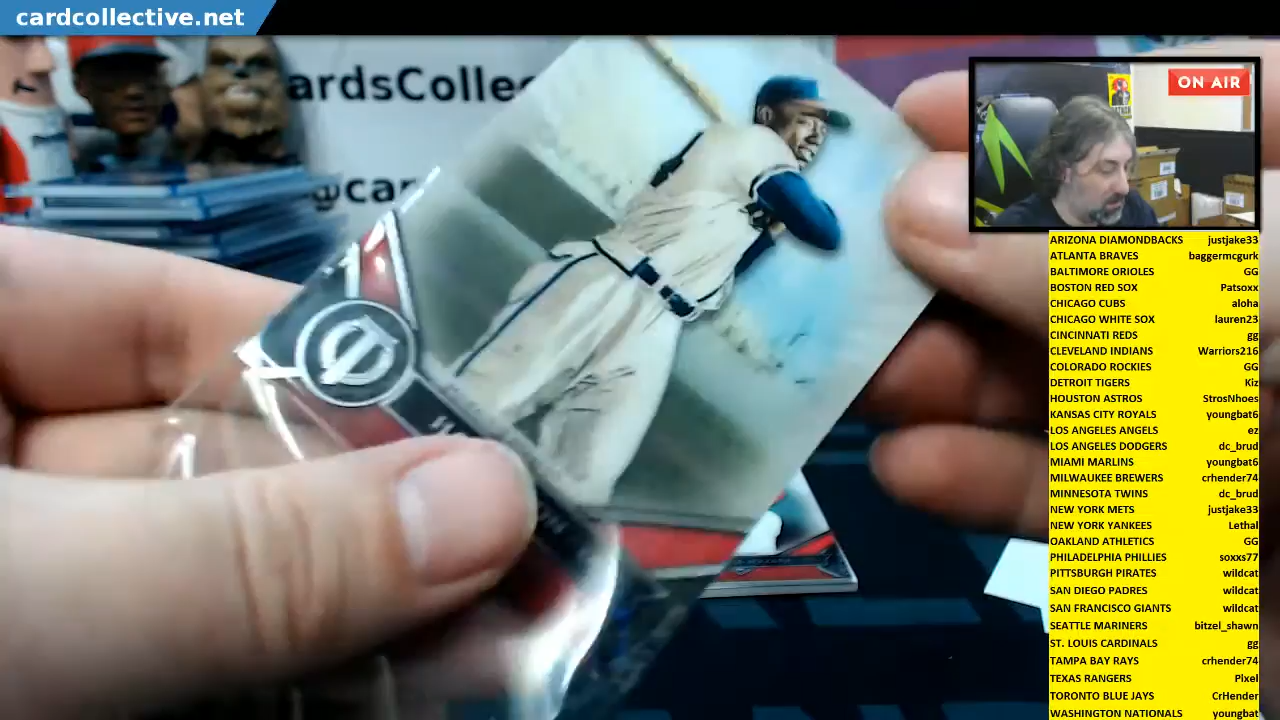 cardcollective.net
ardsCollec
@car
ON AIR
ARIZONA DIAMONDBACKS justjake33
ATLANTA BRAVES baggermcgurk
BALTIMORE ORIOLES GG
BOSTON RED SOX Patsoxx
CHICAGO CUBS aloha
CHICAGO WHITE SOX lauren23
CINCINNATI REDS gg
CLEVELAND INDIANS Warriors216
COLORADO ROCKIES GG
DETROIT TIGERS Kiz
HOUSTON ASTROS StrosNhoes
KANSAS CITY ROYALS youngbat6
LOS ANGELES ANGELS ez
LOS ANGELES DODGERS dc_brud
MIAMI MARLINS youngbat6
MILWAUKEE BREWERS crhender74
MINNESOTA TWINS dc_brud
NEW YORK METS justjake33
NEW YORK YANKEES Lethal
OAKLAND ATHLETICS GG
PHILADELPHIA PHILLIES soxxs77
PITTSBURGH PIRATES wildcat
SAN DIEGO PADRES wildcat
SAN FRANCISCO GIANTS wildcat
SEATTLE MARINERS bitzel_shawn
ST. LOUIS CARDINALS gg
TAMPA BAY RAYS crhender74
TEXAS RANGERS Pixel
TORONTO BLUE JAYS CrHender
WASHINGTON NATIONALS youngbat